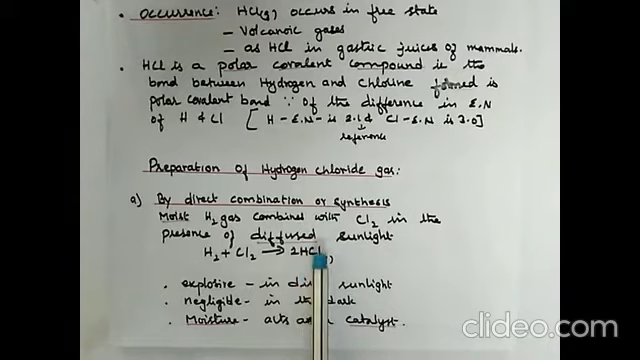 • Occurrence: HCl(g) occurs in free state
– Volcanoic gases
– as HCl in gastric juices of mammals.
• HCl is a polar covalent compound ie the
bond between Hydrogen and Chlorine formed is
polar covalent bond ∵ of the difference in E.N
of H & Cl [ H – E.N – is 2.1 & Cl – E.N is 3.0]
reference
Preparation of Hydrogen chloride gas:
a) By direct combination or synthesis
Moist H₂ gas combines with Cl₂ in the
presence of diffused sunlight
H₂ + Cl₂ → 2HCl
. explosive – in sunlight
. negligible – in dark
. Moisture – acts as catalyst.
clideo.com